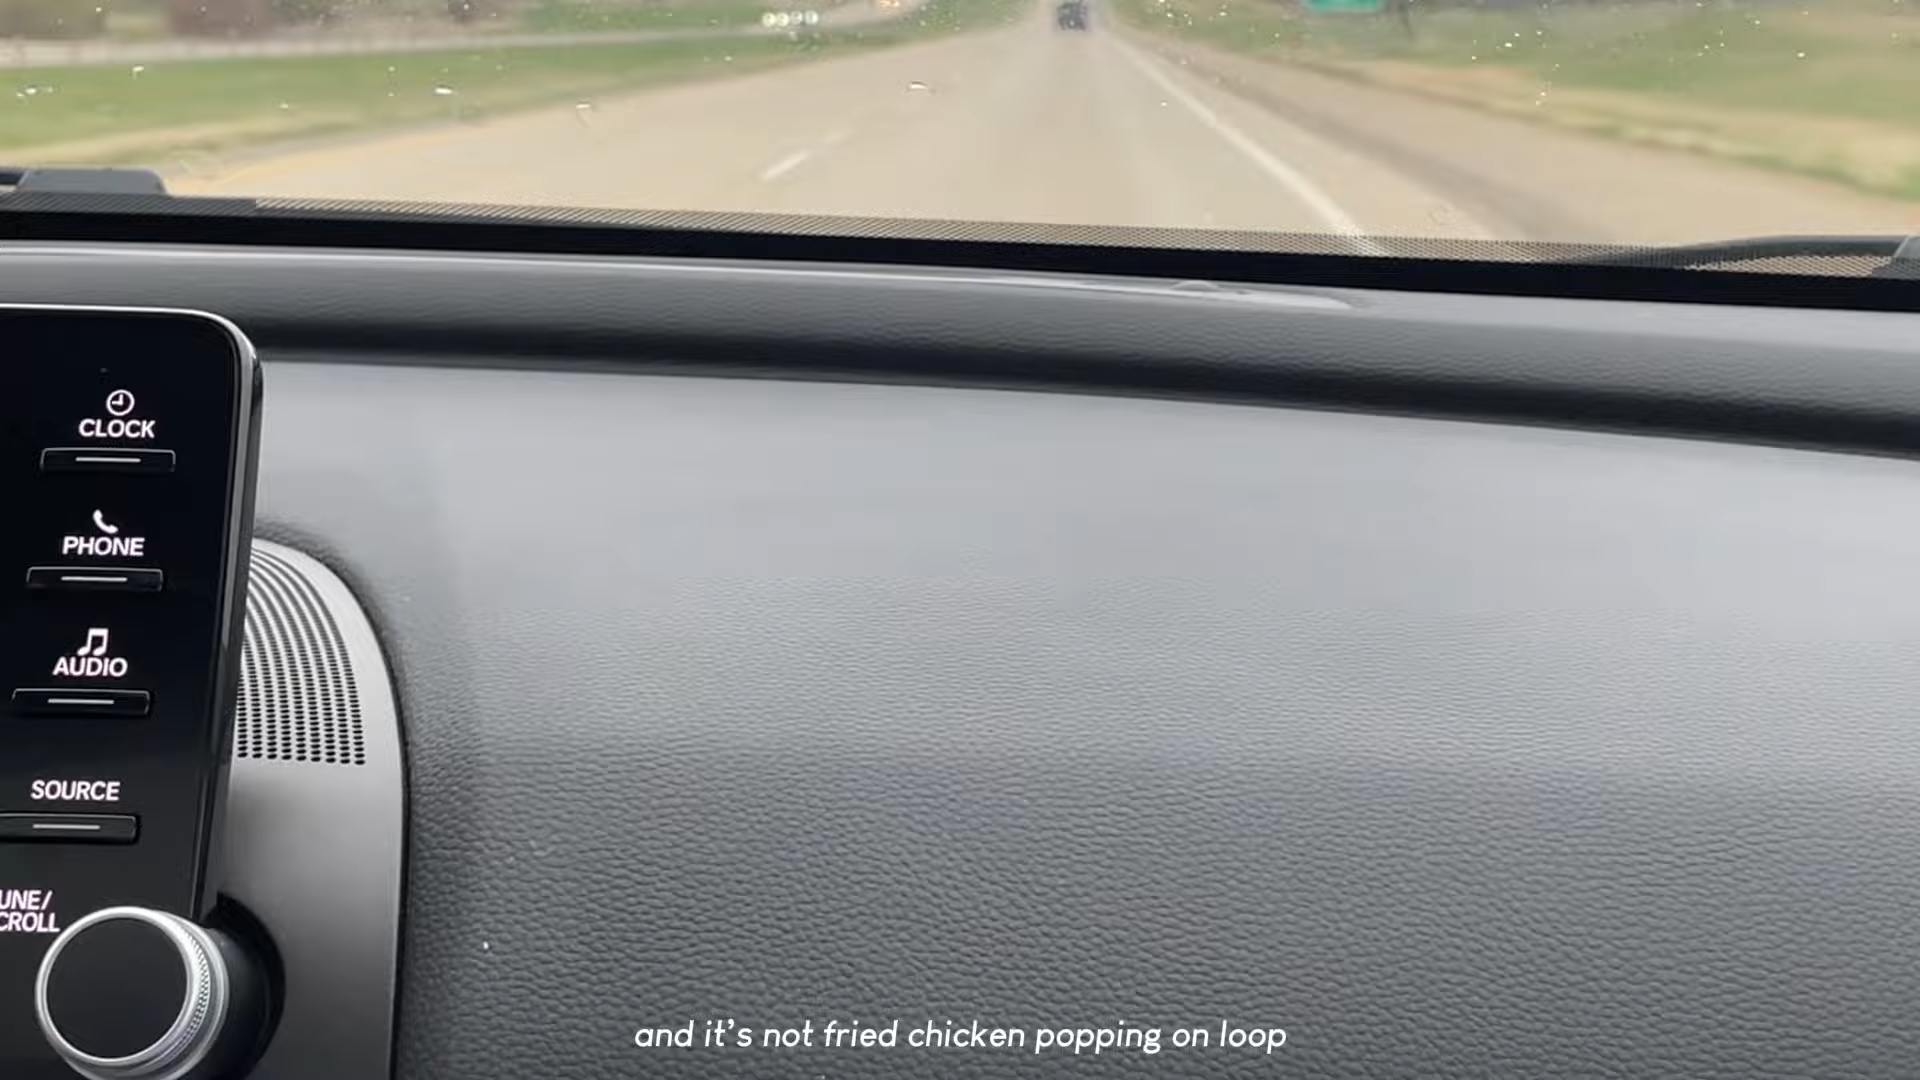 CLOCK
PHONE
AUDIO
SOURCE
UNE/
CROLL
and it's not fried chicken popping on loop